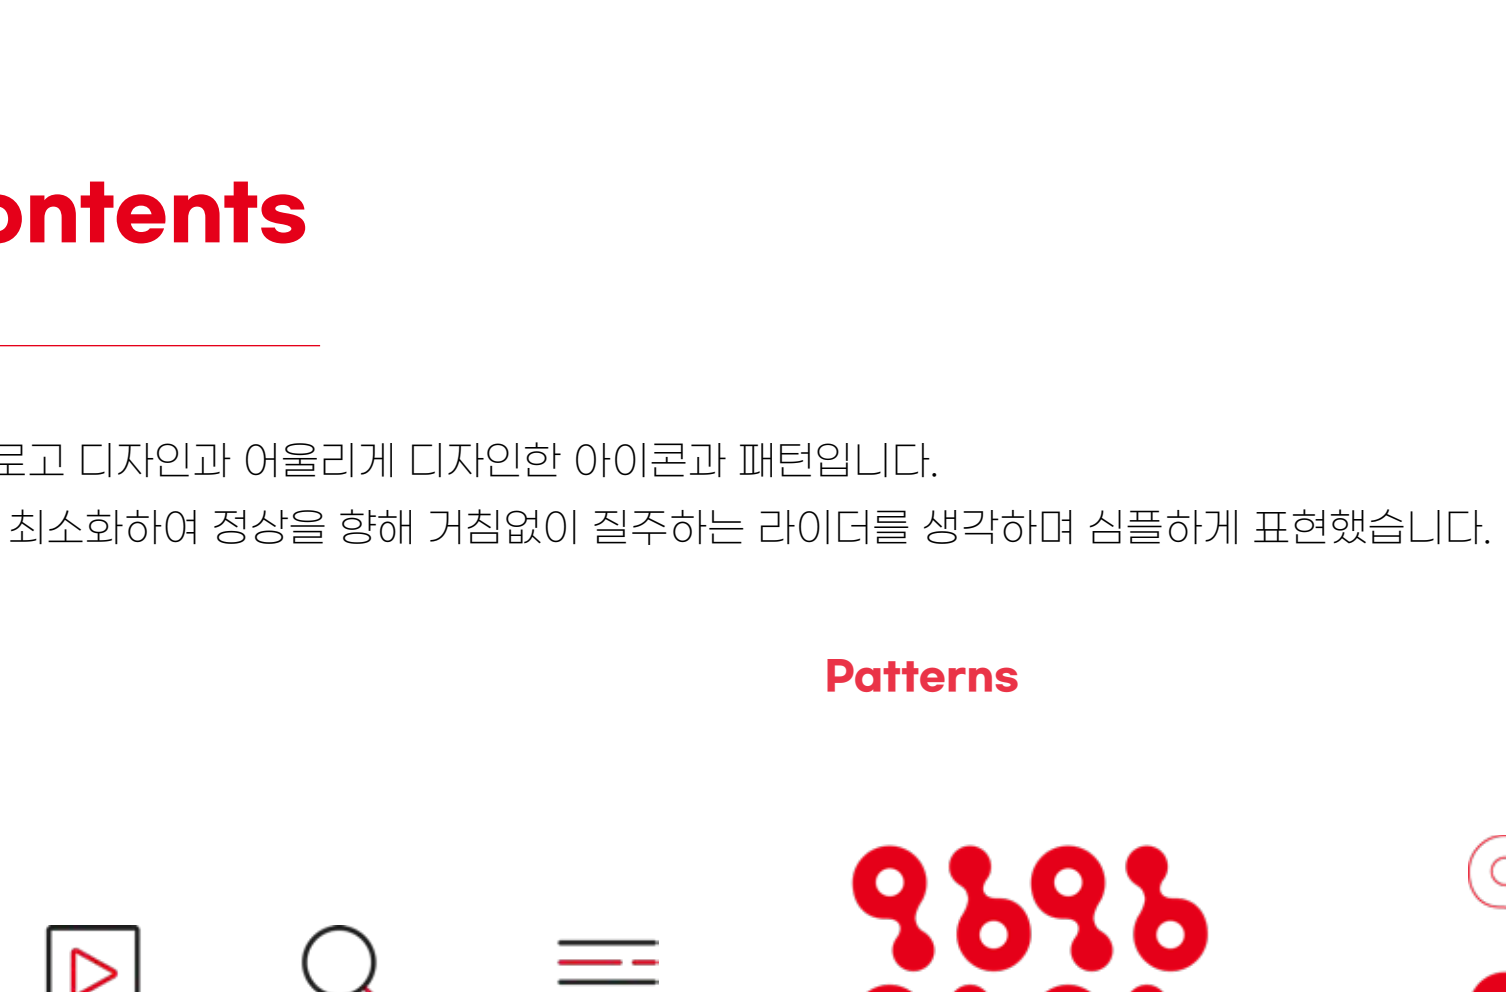 ontents
로고 디자인과 어울리게 디자인한 아이콘과 패턴입니다.
최소화하여 정상을 향해 거침없이 질주하는 라이더를 생각하며 심플하게 표현했습니다.
Patterns